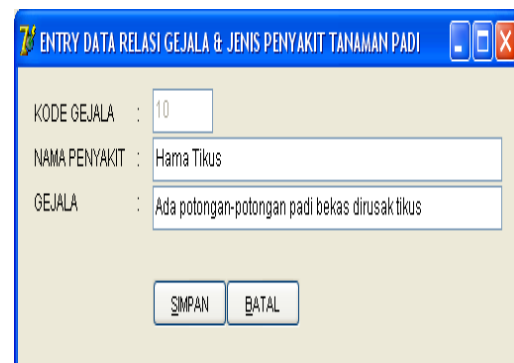 ENTRY DATA RELASI GEJALA & JENIS PENYAKIT TANAMAN PADI
KODE GEJALA : 10
NAMA PENYAKIT : Hama Tikus
GEJALA : Ada potongan-potongan padi bekas dirusak tikus
SIMPAN BATAL